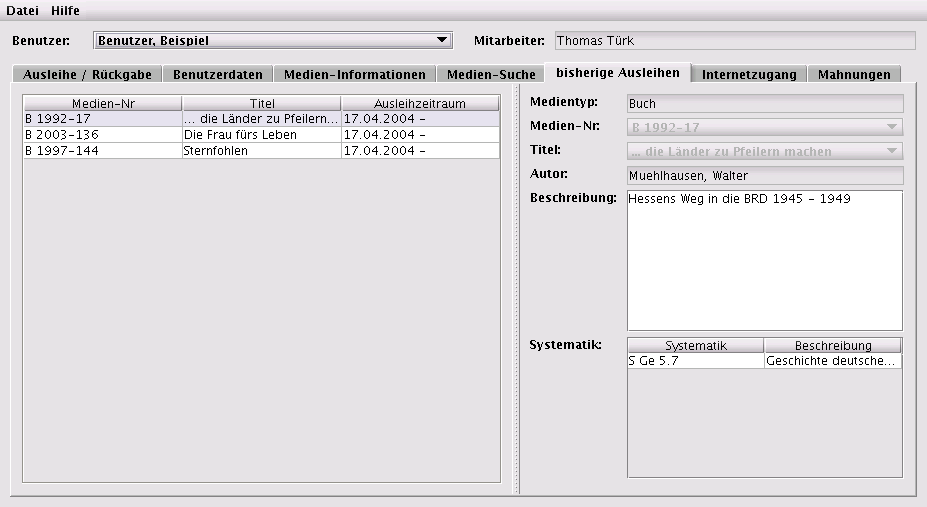 Datei Hilfe
Benutzer: Benutzer, Beispiel Mitarbeiter: Thomas Türk
Ausleihe / Rückgabe Benutzerdaten Medien-Informationen Medien-Suche bisherige Ausleihen Internetzugang Mahnungen
Medien-Nr Titel Ausleihzeitraum
B 1992-17 ... die Länder zu Pfeilern... 17.04.2004 -
B 2003-136 Die Frau fürs Leben 17.04.2004 -
B 1997-144 Sternfohlen 17.04.2004 -
Medientyp: Buch
Medien-Nr: B 1992-17
Titel: ... die Länder zu Pfeilern machen
Autor: Muehlhausen, Walter
Beschreibung: Hessens Weg in die BRD 1945 - 1949
Systematik: Systematik Beschreibung
S Ge 5.7 Geschichte deutsche...